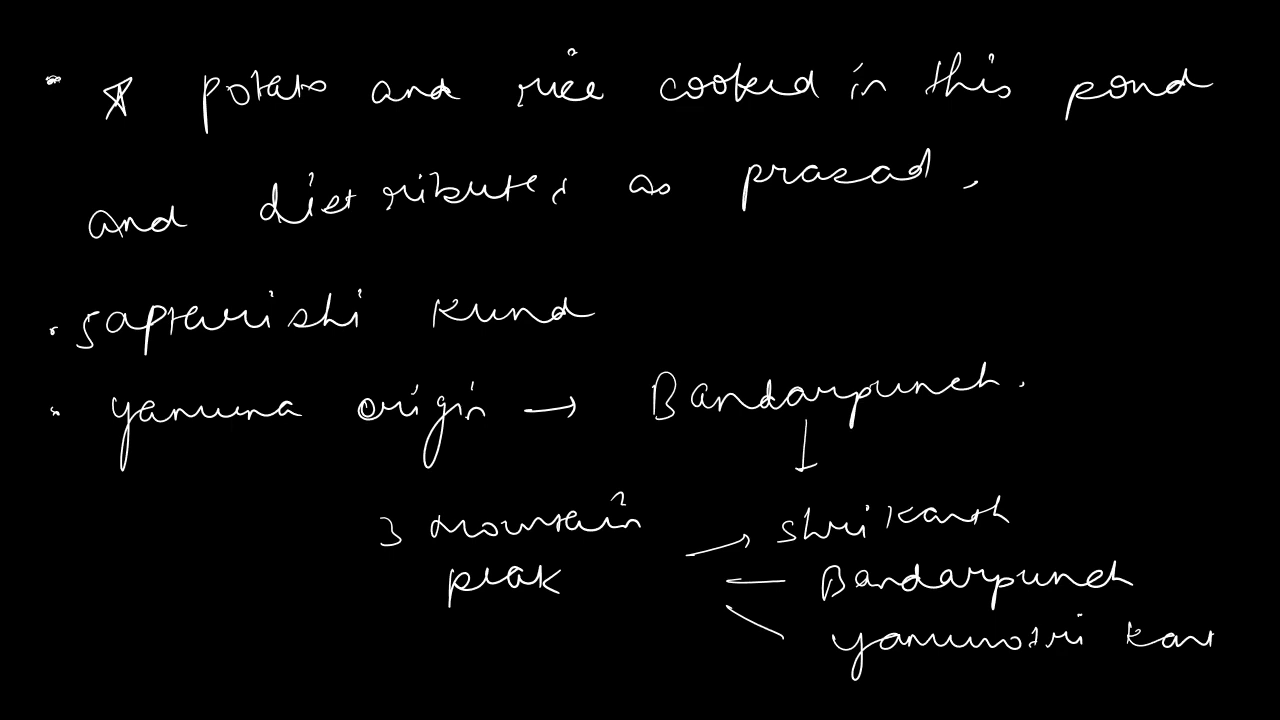 potato and rice cooked in this pond
and distributed as prasad.
Saptarishi kund
yamuna origin → Bandarpunch.
3 mountain
peak
→ shrikanth
Bandarpunch
yamunotri kan